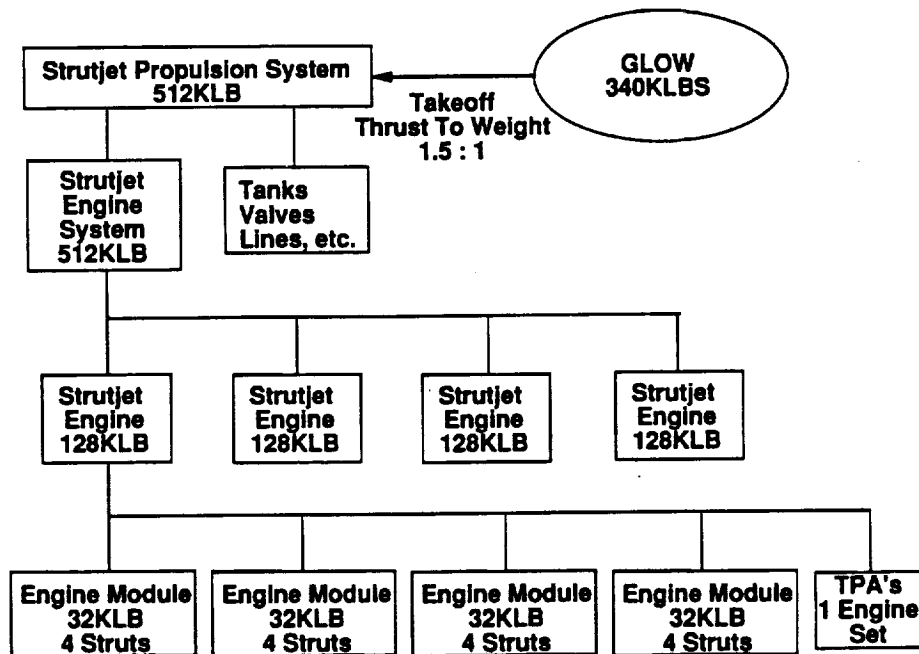 Strutjet Propulsion System
512KLB
GLOW
340KLBS
Takeoff
Thrust To Weight
1.5 : 1
Strutjet
Engine
System
512KLB
Tanks
Valves
Lines, etc.
Strutjet
Engine
128KLB
Strutjet
Engine
128KLB
Strutjet
Engine
128KLB
Strutjet
Engine
128KLB
Engine Module
32KLB
4 Struts
Engine Module
32KLB
4 Struts
Engine Module
32KLB
4 Struts
Engine Module
32KLB
4 Struts
TPA's
1 Engine
Set